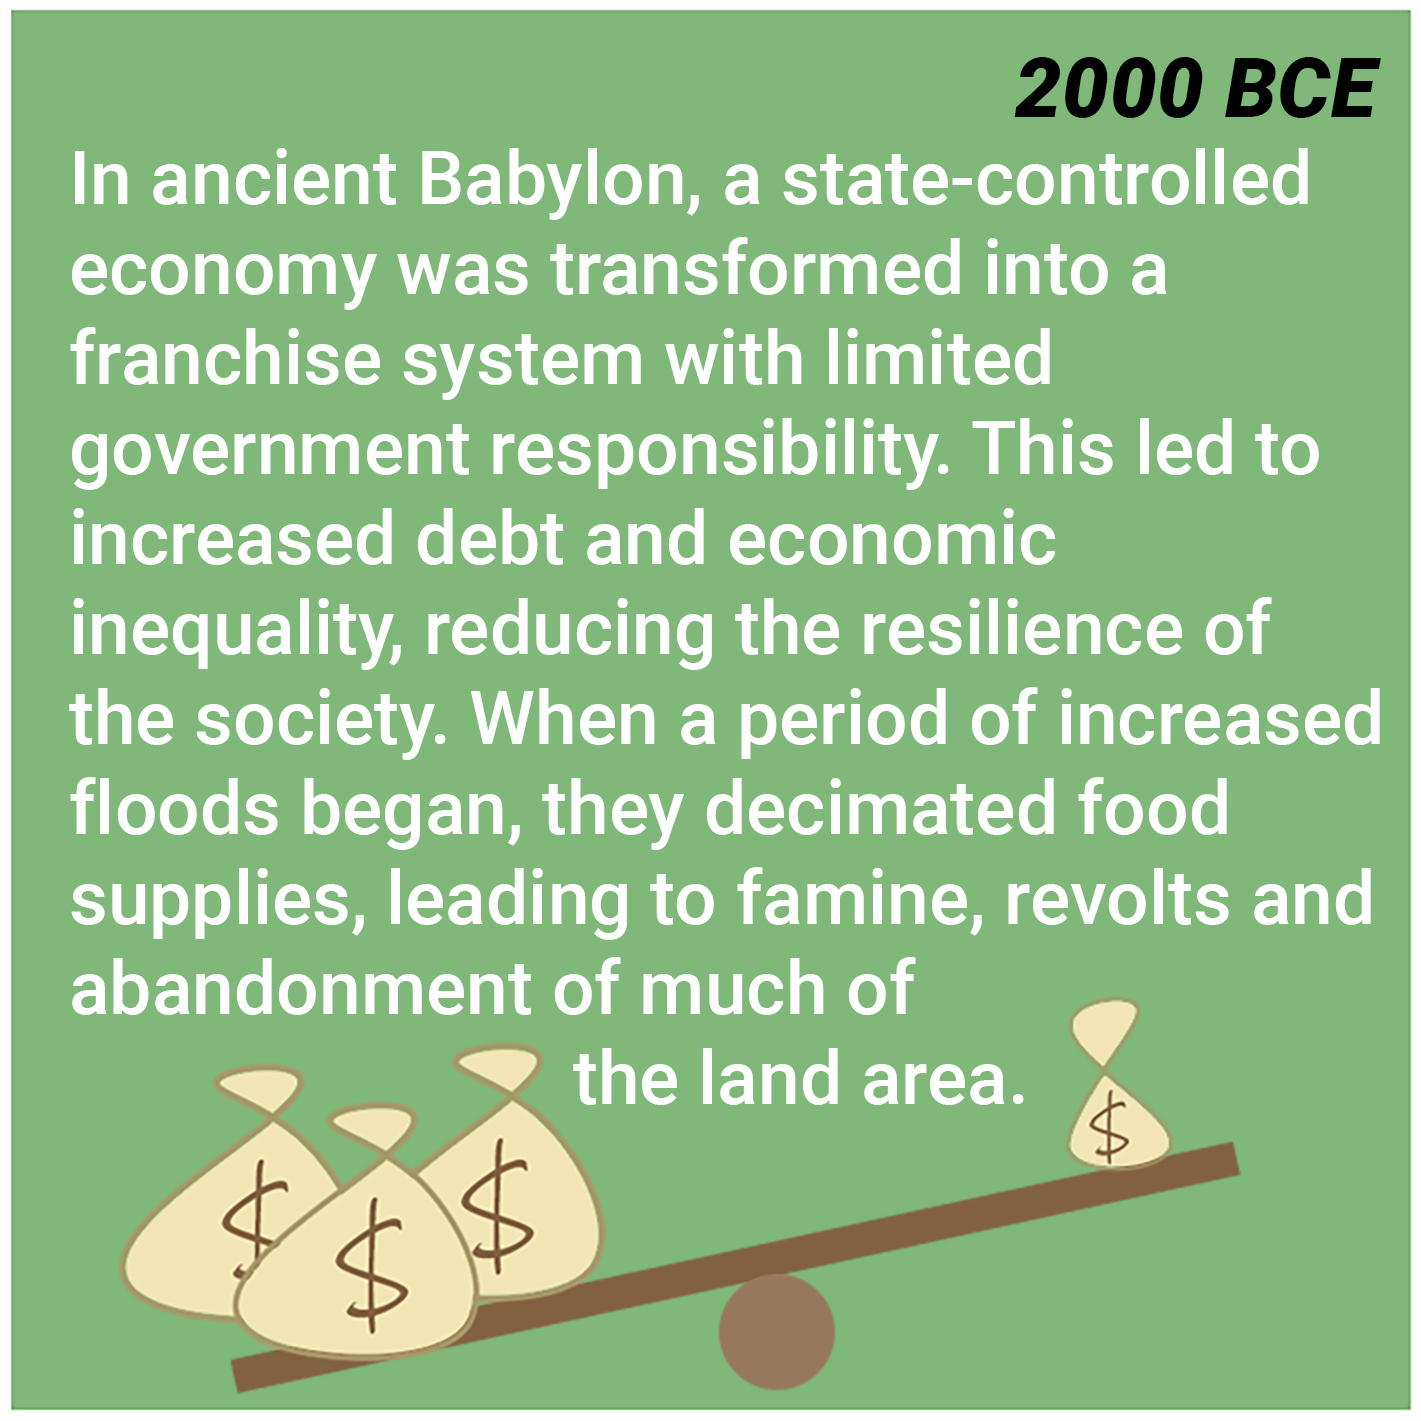 2000 BCE
In ancient Babylon, a state-controlled
economy was transformed into a
franchise system with limited
government responsibility. This led to
increased debt and economic
inequality, reducing the resilience of
the society. When a period of increased
floods began, they decimated food
supplies, leading to famine, revolts and
abandonment of much of
the land area.
$
$
$
$